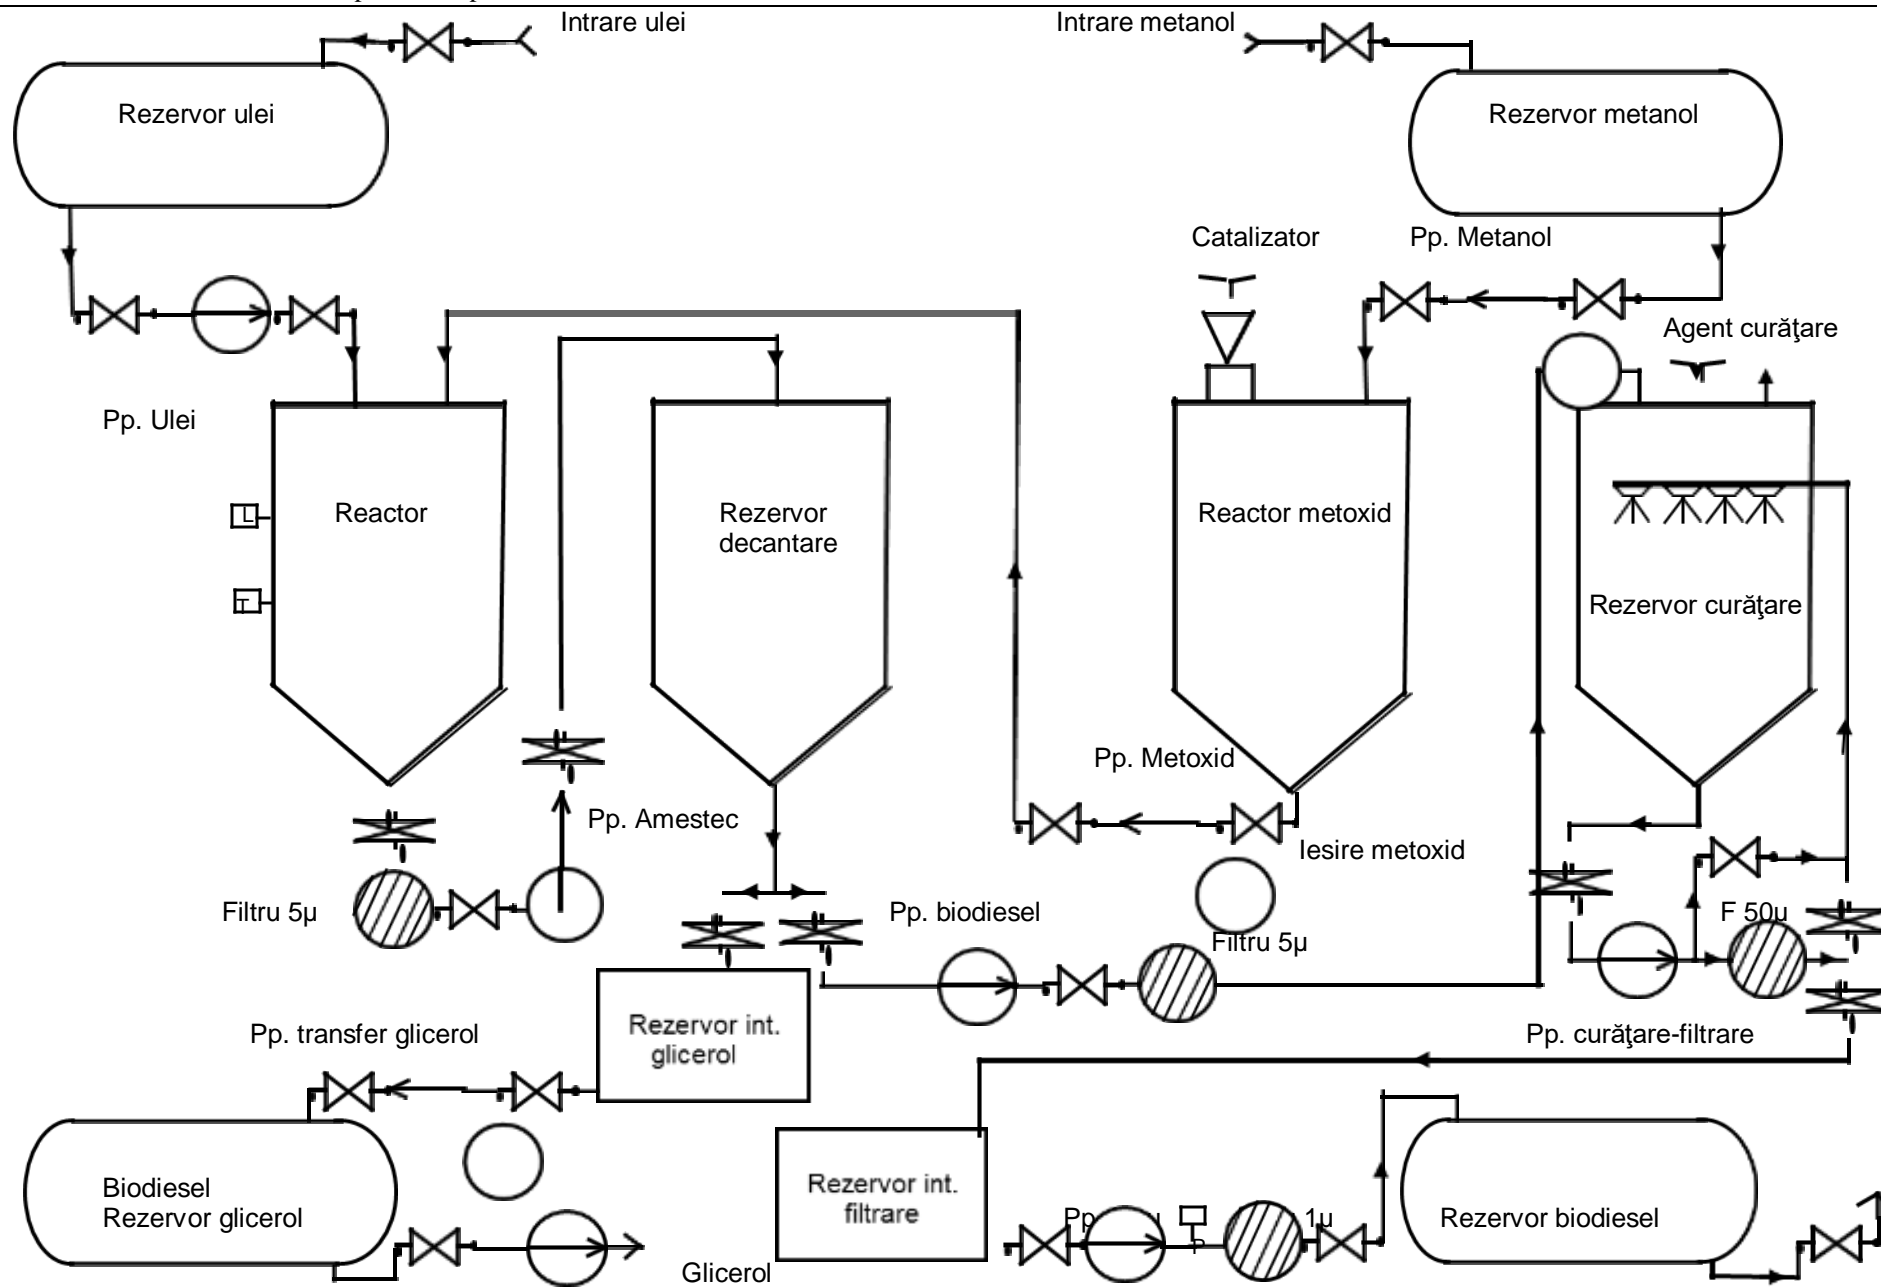 Intrare ulei
Intrare metanol
Rezervor ulei
Rezervor metanol
Catalizator
Pp. Metanol
Agent curăţare
Pp. Ulei
Reactor
Rezervor
decantare
Reactor metoxid
L
T
Rezervor curăţare
Pp. Metoxid
Pp. Amestec
Iesire metoxid
Filtru 5µ
Pp. biodiesel
F 50µ
Filtru 5µ
Rezervor int.
glicerol
Pp. transfer glicerol
Pp. curăţare-filtrare
Biodiesel
Rezervor glicerol
Rezervor int.
filtrare
Pp.
1µ
P
Rezervor biodiesel
Glicerol